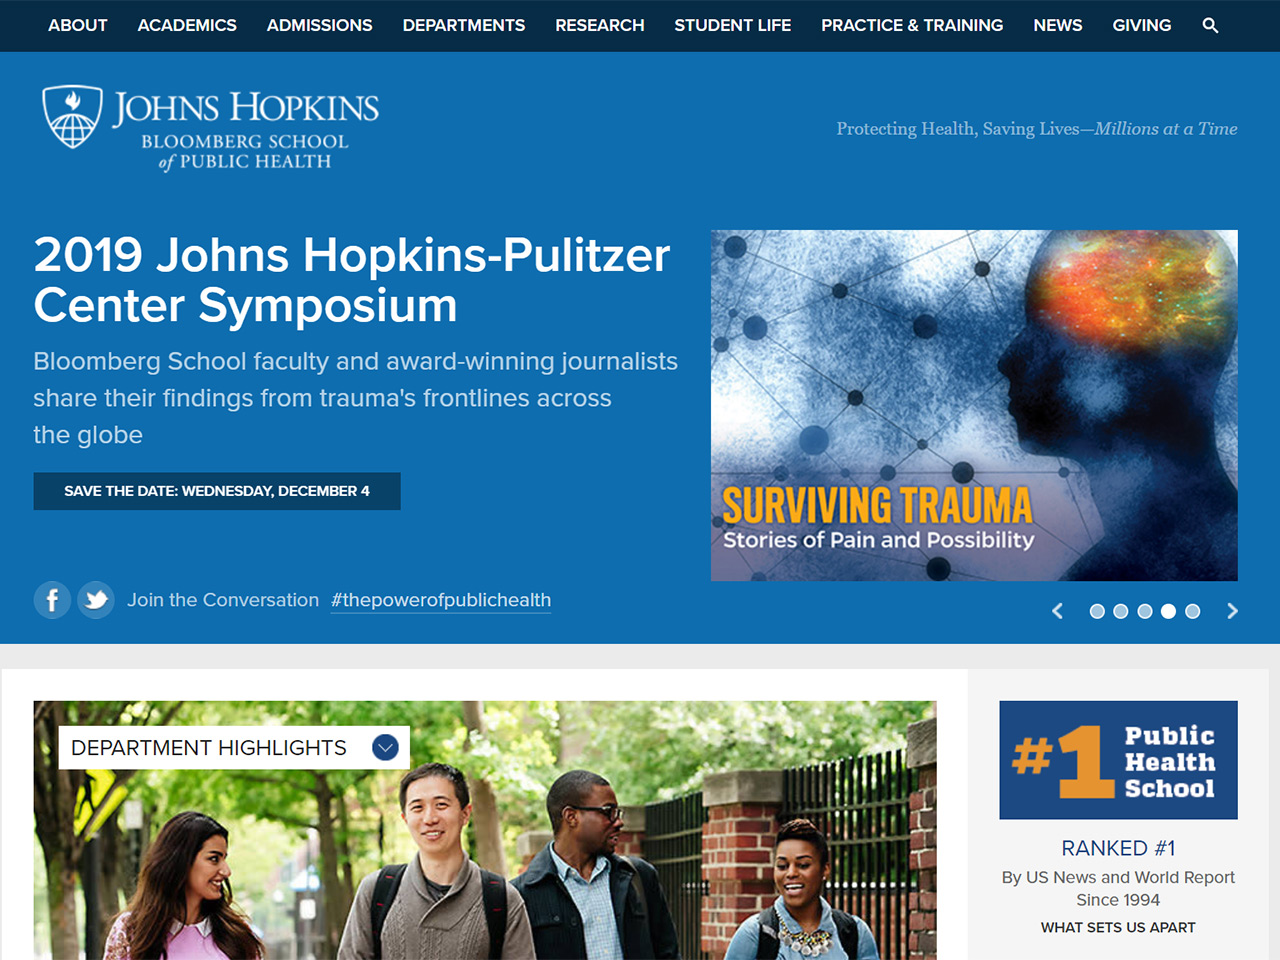 ABOUT ACADEMICS ADMISSIONS DEPARTMENTS RESEARCH STUDENT LIFE PRACTICE & TRAINING NEWS GIVING
JOHNS HOPKINS
BLOOMBERG SCHOOL
of PUBLIC HEALTH
Protecting Health, Saving Lives—Millions at a Time
2019 Johns Hopkins-Pulitzer
Center Symposium
Bloomberg School faculty and award-winning journalists
share their findings from trauma's frontlines across
the globe
SAVE THE DATE: WEDNESDAY, DECEMBER 4
SURVIVING TRAUMA
Stories of Pain and Possibility
Join the Conversation #thepowerofpublichealth
DEPARTMENT HIGHLIGHTS
#1 Public
Health
School
RANKED #1
By US News and World Report
Since 1994
WHAT SETS US APART